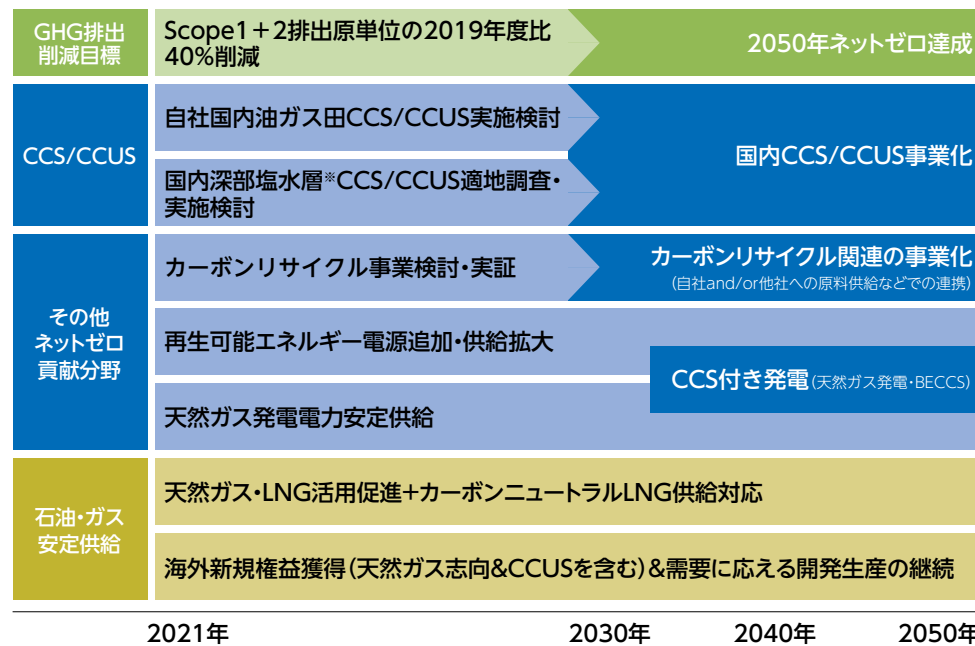 GHG排出
削減目標
Scope1＋2排出原単位の2019年度比
40%削減
2050年ネットゼロ達成
CCS/CCUS
自社国内油ガス田CCS/CCUS実施検討
国内深部塩水層※CCS/CCUS適地調査・
実施検討
国内CCS/CCUS事業化
その他
ネットゼロ
貢献分野
カーボンリサイクル事業検討・実証
カーボンリサイクル関連の事業化
(自社and/or他社への原料供給などでの連携)
再生可能エネルギー電源追加・供給拡大
CCS付き発電(天然ガス発電・BECCS)
天然ガス発電電力安定供給
石油・ガス
安定供給
天然ガス・LNG活用促進+カーボンニュートラルLNG供給対応
海外新規権益獲得(天然ガス志向&CCUSを含む)&需要に応える開発生産の継続
2021年
2030年
2040年
2050年